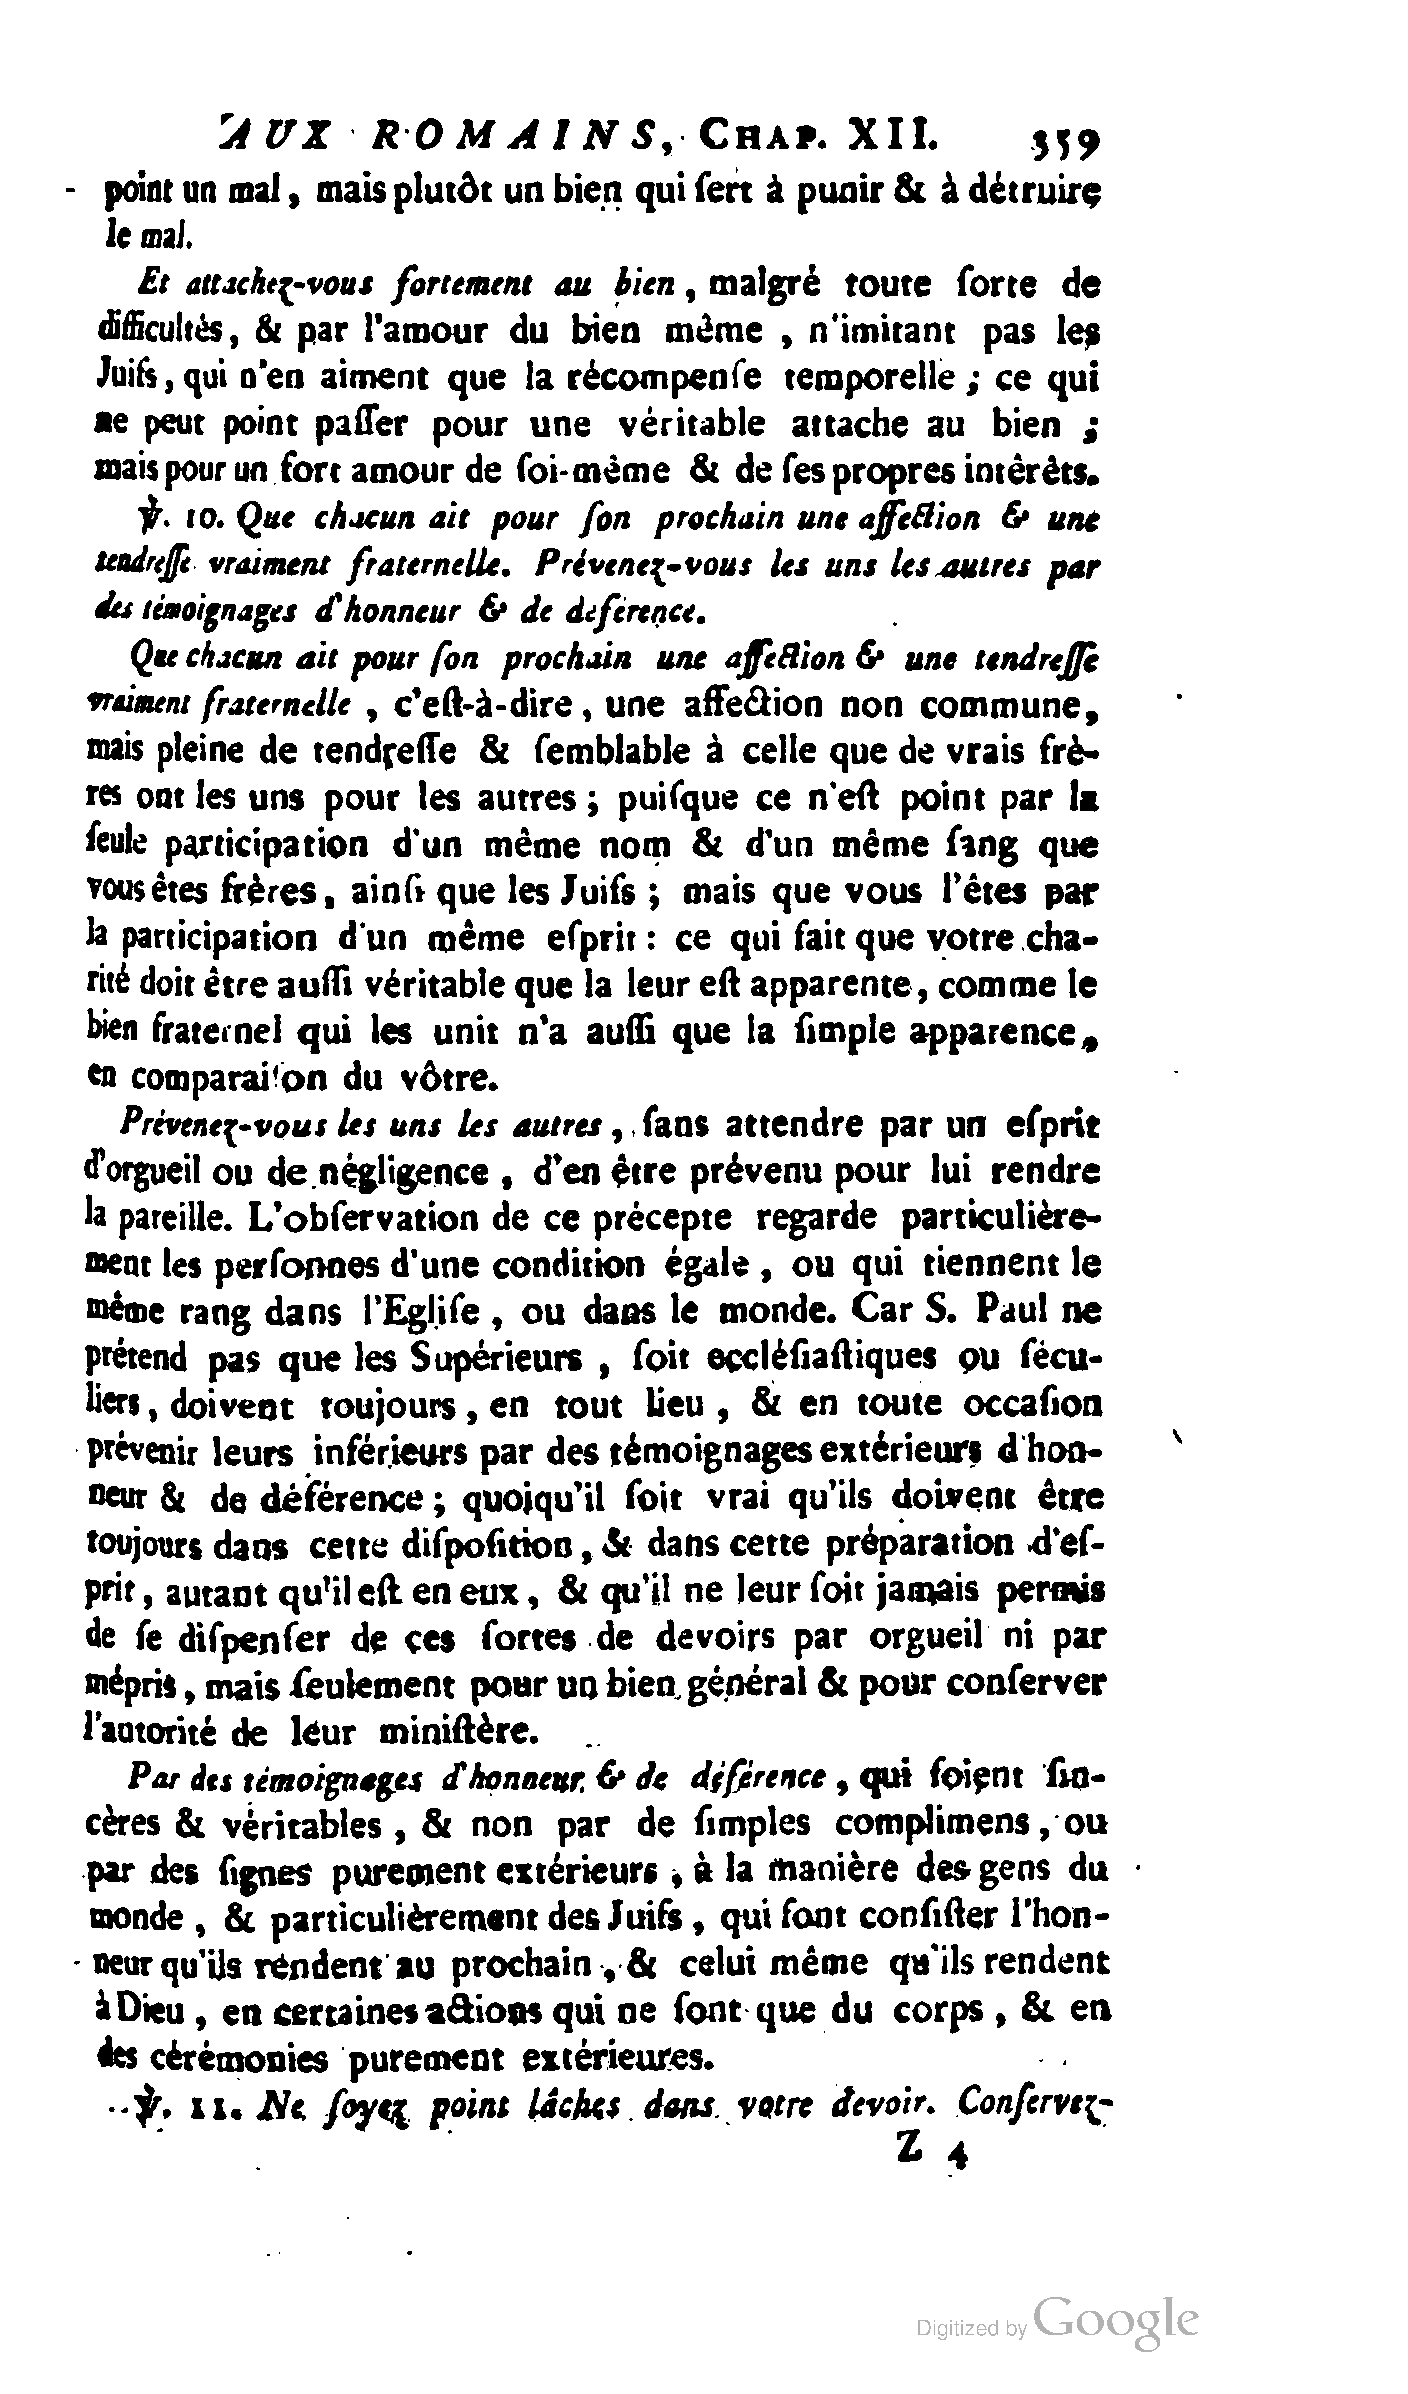 AUX ROMAINS, CHAP. XII. 359
point un mal, mais plutôt un bien qui ſert à punir & à détruire
le mal.
Et attachez-vous fortement au bien, malgré toute ſorte de
difficultés, & par l'amour du bien même, n'imitant pas les
Juifs, qui n'en aiment que la récompenſe temporelle; ce qui
ne peut point paſſer pour une véritable attache au bien;
mais pour un fort amour de ſoi-même & de ſes propres intérêts.
℣. 10. Que chacun ait pour ſon prochain une affection & une
tendreſſe vraiment fraternelle. Prévenez-vous les uns les autres par
des témoignages d'honneur & de déférence.
Que chacun ait pour ſon prochain une affection & une tendreſſe
vraiment fraternelle, c'eſt-à-dire, une affection non commune,
mais pleine de tendreſſe & ſemblable à celle que de vrais frè-
res ont les uns pour les autres; puiſque ce n'eſt point par la
ſeule participation d'un même nom & d'un même ſang que
vous êtes frères, ainſi que les Juifs; mais que vous l'êtes par
la participation d'un même eſprit: ce qui fait que votre cha-
rité doit être auſſi véritable que la leur eſt apparente, comme le
bien fraternel qui les unit n'a auſſi que la ſimple apparence,
en comparaiſon du vôtre.
Prévenez-vous les uns les autres, ſans attendre par un eſprit
d'orgueil ou de négligence, d'en être prévenu pour lui rendre
la pareille. L'obſervation de ce précepte regarde particulière-
ment les perſonnes d'une condition égale, ou qui tiennent le
même rang dans l'Egliſe, ou dans le monde. Car S. Paul ne
prétend pas que les Supérieurs, ſoit eccléſiaſtiques ou ſécu-
liers, doivent toujours, en tout lieu, & en toute occaſion
prévenir leurs inférieurs par des témoignages extérieurs d'hon-
neur & de déférence; quoiqu'il ſoit vrai qu'ils doivent être
toujours dans cette diſpoſition, & dans cette préparation d'eſ-
prit, autant qu'il eſt en eux, & qu'il ne leur ſoit jamais permis
de ſe diſpenſer de ces ſortes de devoirs par orgueil ni par
mépris, mais ſeulement pour un bien général & pour conſerver
l'autorité de leur miniſtère.
Par des témoignages d'honneur & de déférence, qui ſoient ſin-
cères & véritables, & non par de ſimples complimens, ou
par des ſignes purement extérieurs, à la manière des gens du
monde, & particulièrement des Juifs, qui font conſiſter l'hon-
neur qu'ils rendent au prochain, & celui même qu'ils rendent
à Dieu, en certaines actions qui ne ſont que du corps, & en
des cérémonies purement extérieures.
℣. 11. Ne ſoyez point lâches dans votre devoir. Conſervez-
Z 4
Digitized by Google